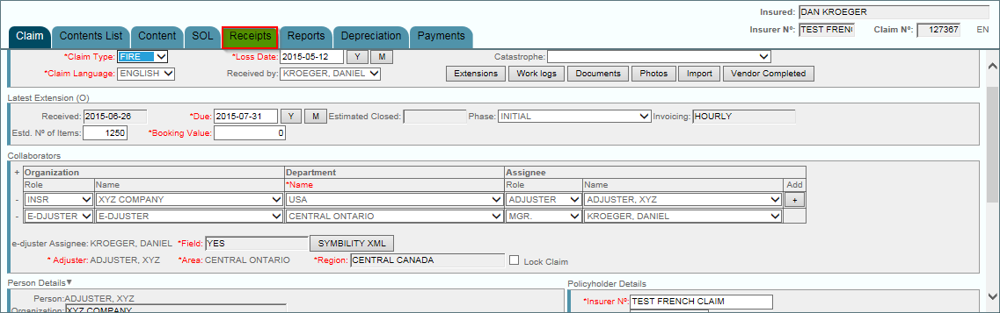 Insured: DAN KROEGER
Insurer Nº: TEST FRENC Claim Nº: 127367 EN
Claim Contents List Content SOL Receipts Reports Depreciation Payments
*Claim Type: FIRE *Loss Date: 2015-05-12 Y M Catastrophe:
*Claim Language: ENGLISH Received by: KROEGER, DANIEL Extensions Work logs Documents Photos Import Vendor Completed
Latest Extension (O)
Received: 2015-06-26 *Due: 2015-07-31 Y M Estimated Closed: Phase: INITIAL Invoicing: HOURLY
Estd. Nº of Items: 1250 *Booking Value: 0
Collaborators
+ Organization Department Assignee
Role Name *Name Role Name Add
- INSR XYZ COMPANY USA ADJUSTER ADJUSTER, XYZ +
- E-DJUSTER E-DJUSTER CENTRAL ONTARIO MGR. KROEGER, DANIEL
e-djuster Assignee: KROEGER, DANIEL *Field: YES SYMBILITY XML
* Adjuster: ADJUSTER, XYZ *Area: CENTRAL ONTARIO *Region: CENTRAL CANADA Lock Claim
Person Details▼ Policyholder Details
Person: ADJUSTER, XYZ *Insurer Nº: TEST FRENCH CLAIM
Organization: XYZ COMPANY